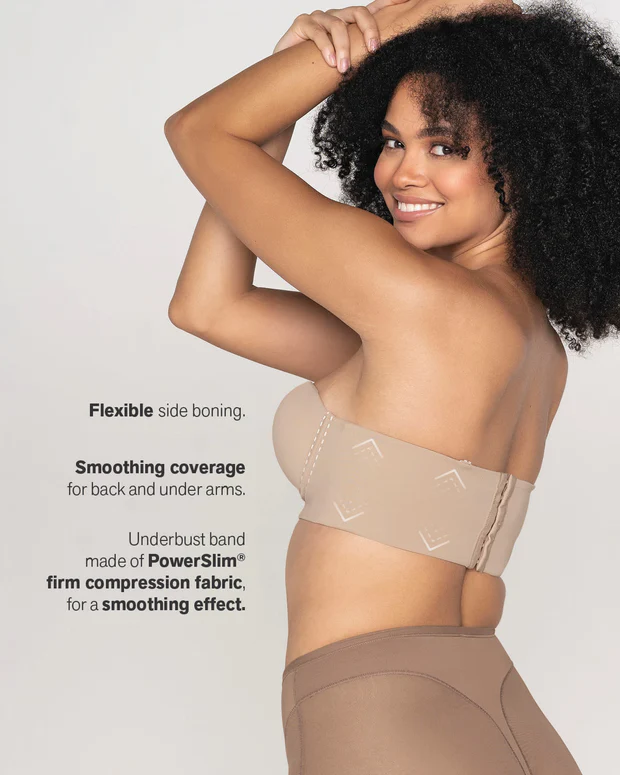 Flexible side boning.
Smoothing coverage
for back and under arms.
Underbust band
made of PowerSlim®
firm compression fabric,
for a smoothing effect.